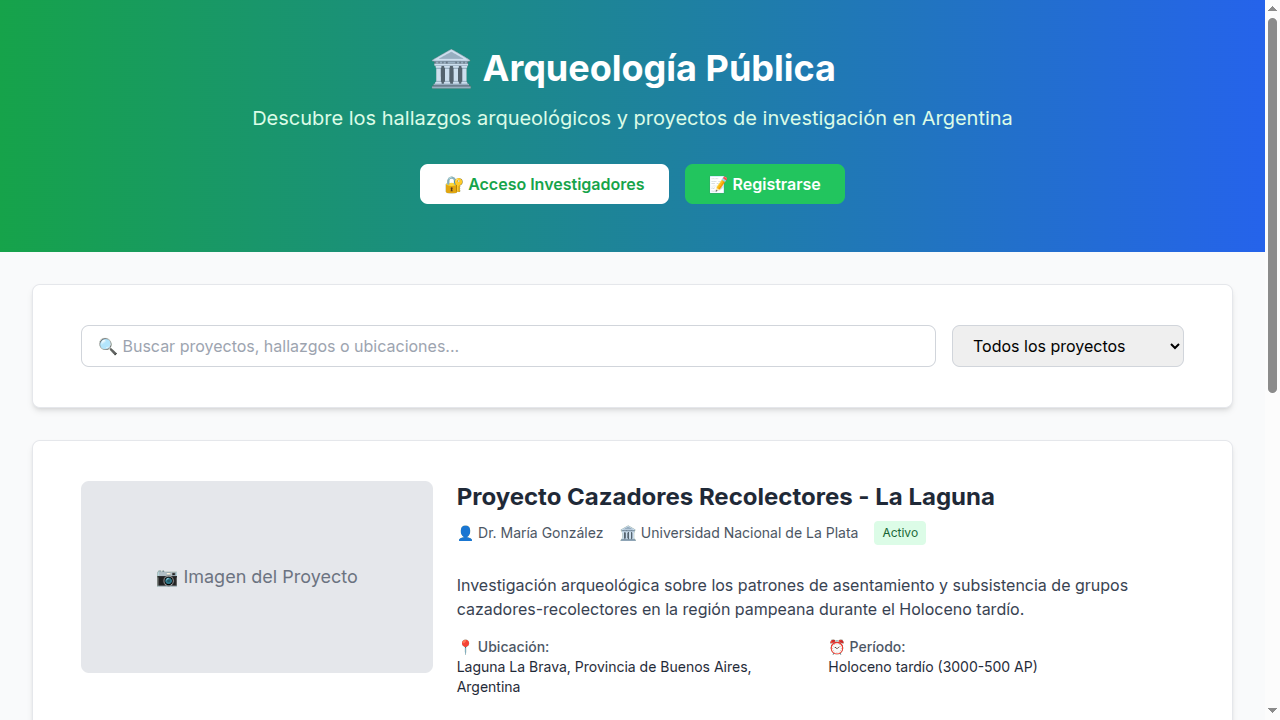 🏛️ Arqueología Pública
Descubre los hallazgos arqueológicos y proyectos de investigación en Argentina
🔐 Acceso Investigadores
📝 Registrarse
🔍 Buscar proyectos, hallazgos o ubicaciones...
Todos los proyectos
📷 Imagen del Proyecto
Proyecto Cazadores Recolectores - La Laguna
👤 Dr. María González 🏛️ Universidad Nacional de La Plata Activo
Investigación arqueológica sobre los patrones de asentamiento y subsistencia de grupos
cazadores-recolectores en la región pampeana durante el Holoceno tardío.
📍 Ubicación:
Laguna La Brava, Provincia de Buenos Aires,
Argentina
⏰ Período:
Holoceno tardío (3000-500 AP)